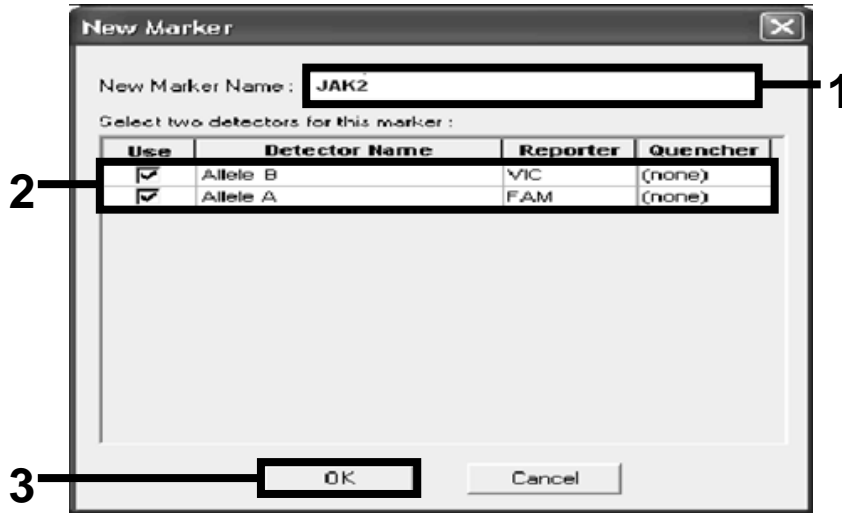 New Marker
New Marker Name : JAK2
1
Select two detectors for this marker :
Use Detector Name Reporter Quencher
2
Allele B VIC (none)
Allele A FAM (none)
3
OK Cancel